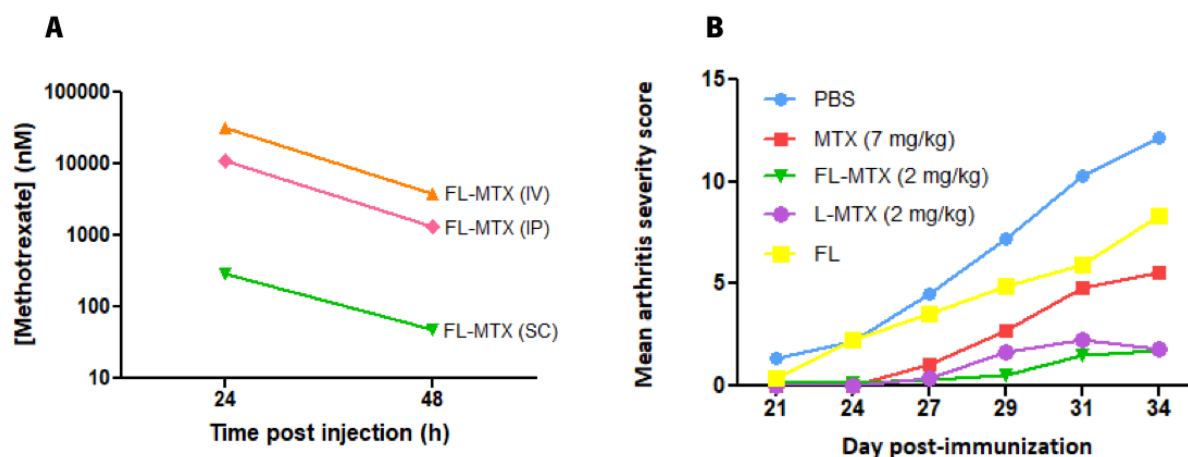 A
[Methotrexate] (nM)
100000
10000
1000
100
10
FL-MTX (IV)
FL-MTX (IP)
FL-MTX (SC)
24
48
Time post injection (h)
B
Mean arthritis severity score
15
10
5
0
PBS
MTX (7 mg/kg)
FL-MTX (2 mg/kg)
L-MTX (2 mg/kg)
FL
21
24
27
29
31
34
Day post-immunization